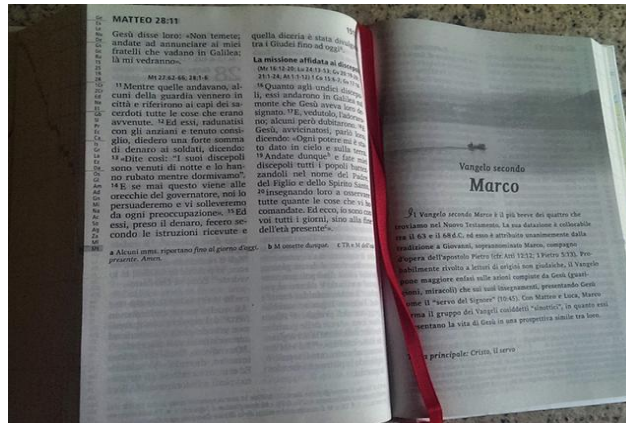 MATTEO 28:11
Gesù disse loro: «Non temete;
andate ad annunciare ai miei
fratelli che vadano in Galilea;
là mi vedranno».
Mt 27:62-66; 28:1-6
11 Mentre quelle andavano, al-
cuni della guardia vennero in
città e riferirono ai capi dei sa-
cerdoti tutte le cose che erano
avvenute. 12 Ed essi, radunatisi
con gli anziani e tenuto consi-
glio, diedero una forte somma
di denaro ai soldati, dicendo:
13 «Dite così: "I suoi discepoli
sono venuti di notte e lo han-
no rubato mentre dormivamo".
14 E se mai questo viene alle
orecchie del governatore, noi lo
persuaderemo e vi solleveremo
da ogni preoccupazione». 15 Ed
essi, preso il denaro, fecero se-
condo le istruzioni ricevute e
quella diceria è stata
tra i Giudei fino ad oggi
La missione affidata ai
16 Quanto agli undici
li, essi andarono in Galilea
monte che Gesù aveva loro
signato. 17 E, vedutolo,
no; alcuni però dubitarono.
Gesù, avvicinatosi, parlò loro,
dicendo: «Ogni potere mi è
to dato in cielo e sulla terra.
19 Andate dunque b e fate miei
discepoli tutti i popoli
zandoli nel nome del Padre,
del Figlio e dello Spirito Santo,
20 insegnando loro a osservare
tutte quante le cose che vi ho
comandate. Ed ecco, io sono con
voi tutti i giorni, sino alla fine
dell'età presente c».
a Alcuni mss. riportano fino al giorno d'oggi.
b M omette dunque.
presente. Amen.
Vangelo secondo
Marco
Il Vangelo secondo Marco è il più breve dei quattro che
troviamo nel Nuovo Testamento. La sua datazione è collocabile
tra il 63 e il 68 d.C. ed esso è attribuito unanimemente dalla
tradizione a Giovanni, soprannominato Marco, compagno
d'opera dell'apostolo Pietro (cfr. Atti 12:12; 1 Pietro 5:13). Pro-
babilmente rivolto a lettori di origini non giudaiche, il Vangelo
pone maggiore enfasi sulle azioni compiute da Gesù (guari-
gioni, miracoli) che sui suoi insegnamenti, presentando Gesù
come il "servo del Signore" (10:45). Con Matteo e Luca, Marco
forma il gruppo dei Vangeli cosiddetti "sinottici", in quanto essi
presentano la vita di Gesù in una prospettiva simile tra loro.
principale: Cristo, il servo